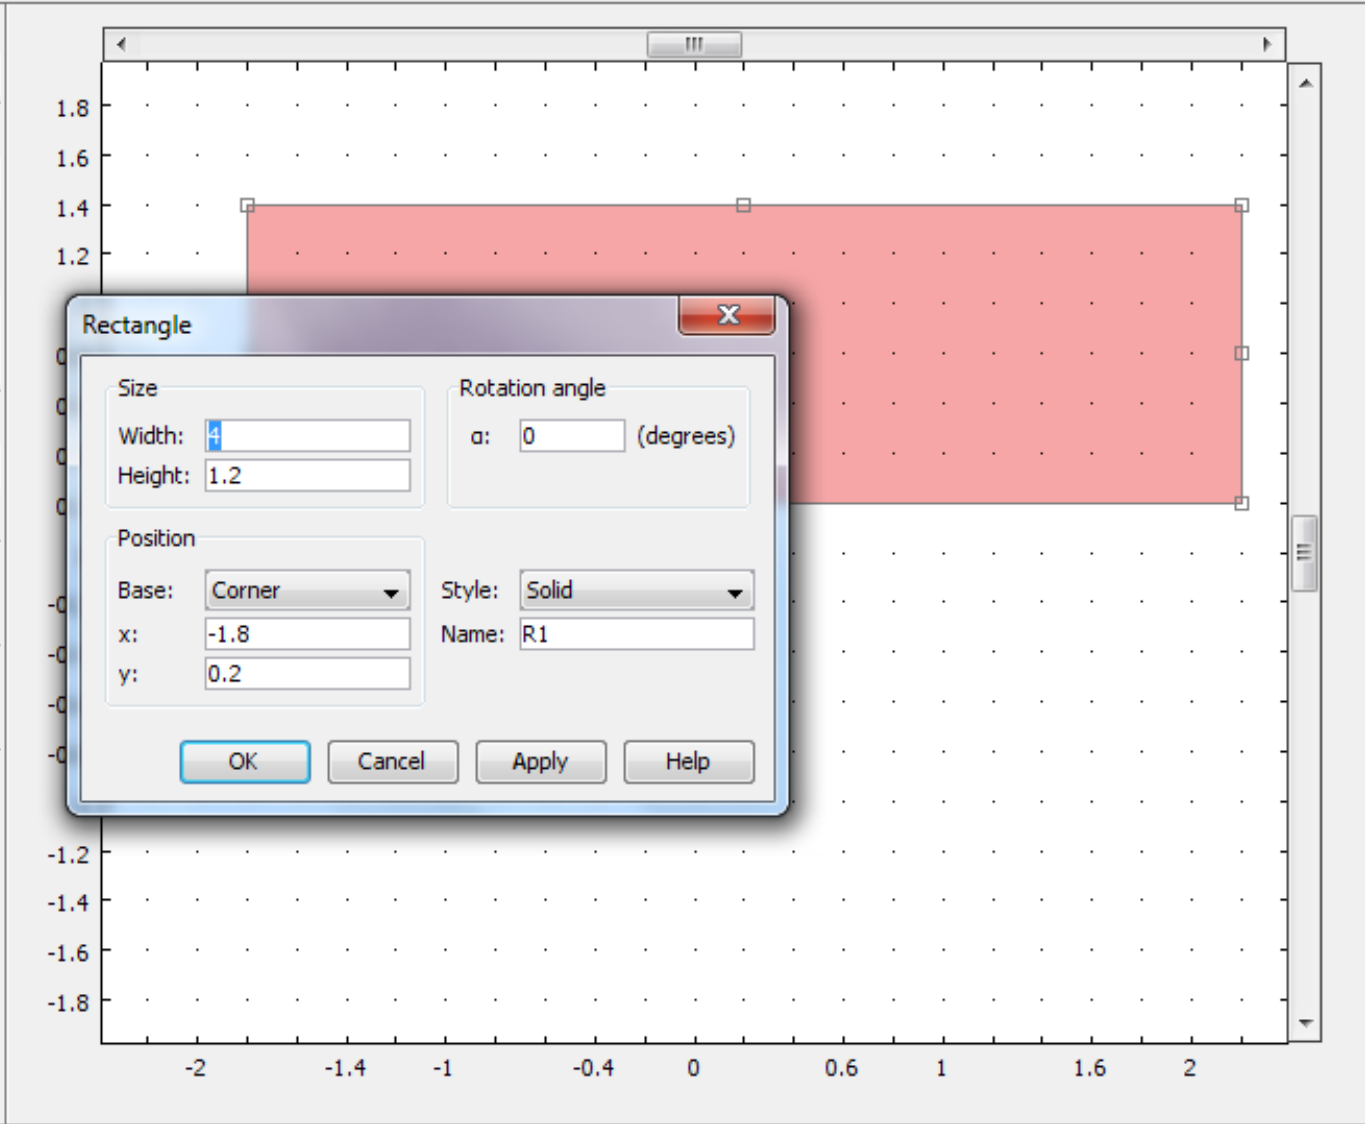 1.8
1.6
1.4
1.2
Rectangle
Size
Width: 4
Height: 1.2
Rotation angle
α: 0 (degrees)
Position
Base: Corner
x: -1.8
y: 0.2
Style: Solid
Name: R1
OK Cancel Apply Help
-1.2
-1.4
-1.6
-1.8
-2 -1.4 -1 -0.4 0 0.6 1 1.6 2